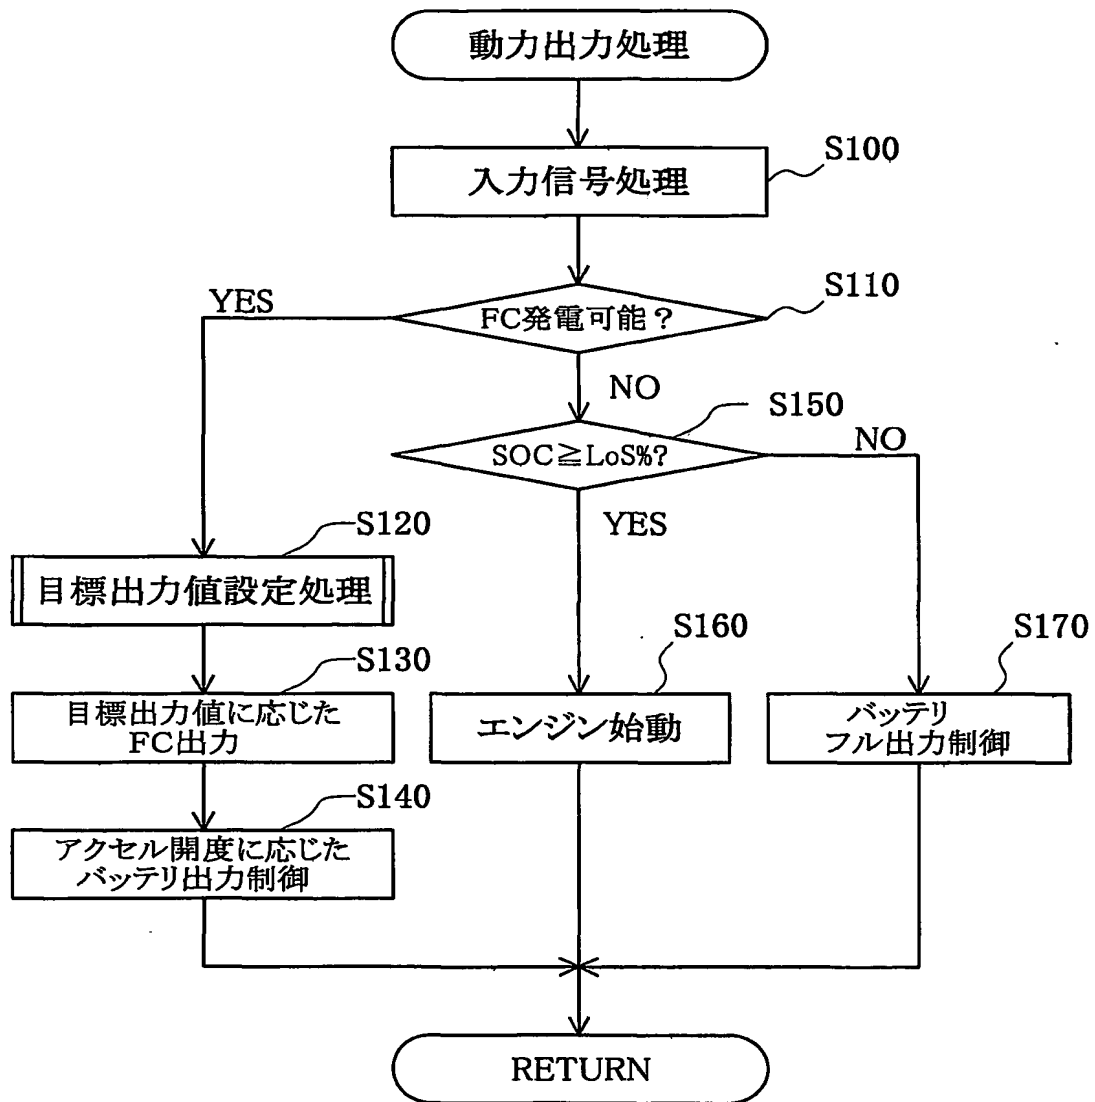 動力出力処理
S100
入力信号処理
S110
YES
FC発電可能？
NO
S150
NO
SOC≧LoS%?
S120
YES
目標出力値設定処理
S160
S170
S130
目標出力値に応じた
FC出力
エンジン始動
バッテリ
フル出力制御
S140
アクセル開度に応じた
バッテリ出力制御
RETURN